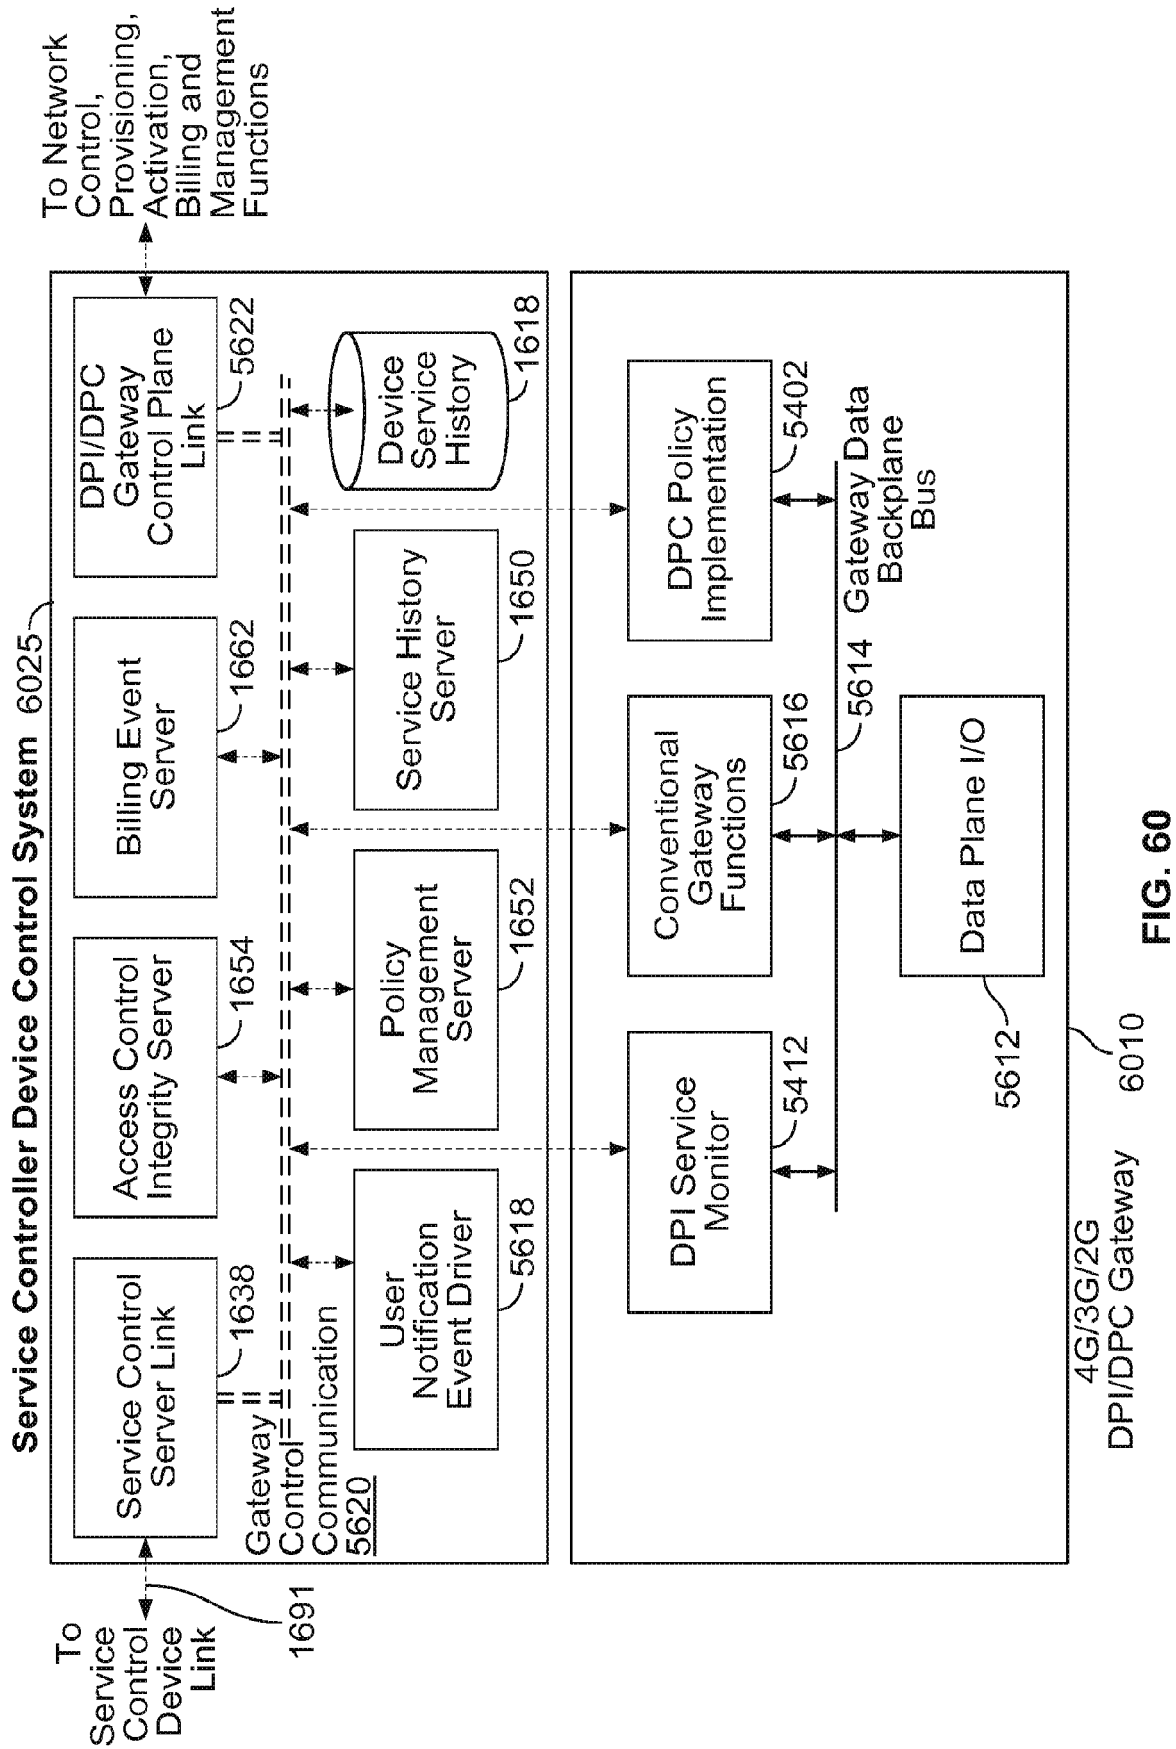 Service Controller Device Control System 6025
To
Service
Control
Device
Link
1691
Service Control
Server Link
1638
Access Control
Integrity Server
1654
Billing Event
Server
1662
DPI/DPC
Gateway
Control Plane
Link
5622
To Network
Control,
Provisioning,
Activation,
Billing and
Management
Functions
Gateway
Control
Communication
5620
User
Notification
Event Driver
5618
Policy
Management
Server
1652
Service History
Server
1650
Device
Service
History
1618
DPI Service
Monitor
5412
Conventional
Gateway
Functions
5616
DPC Policy
Implementation
5402
5614
Gateway Data
Backplane
Bus
Data Plane I/O
5612
4G/3G/2G
DPI/DPC Gateway
6010
FIG. 60